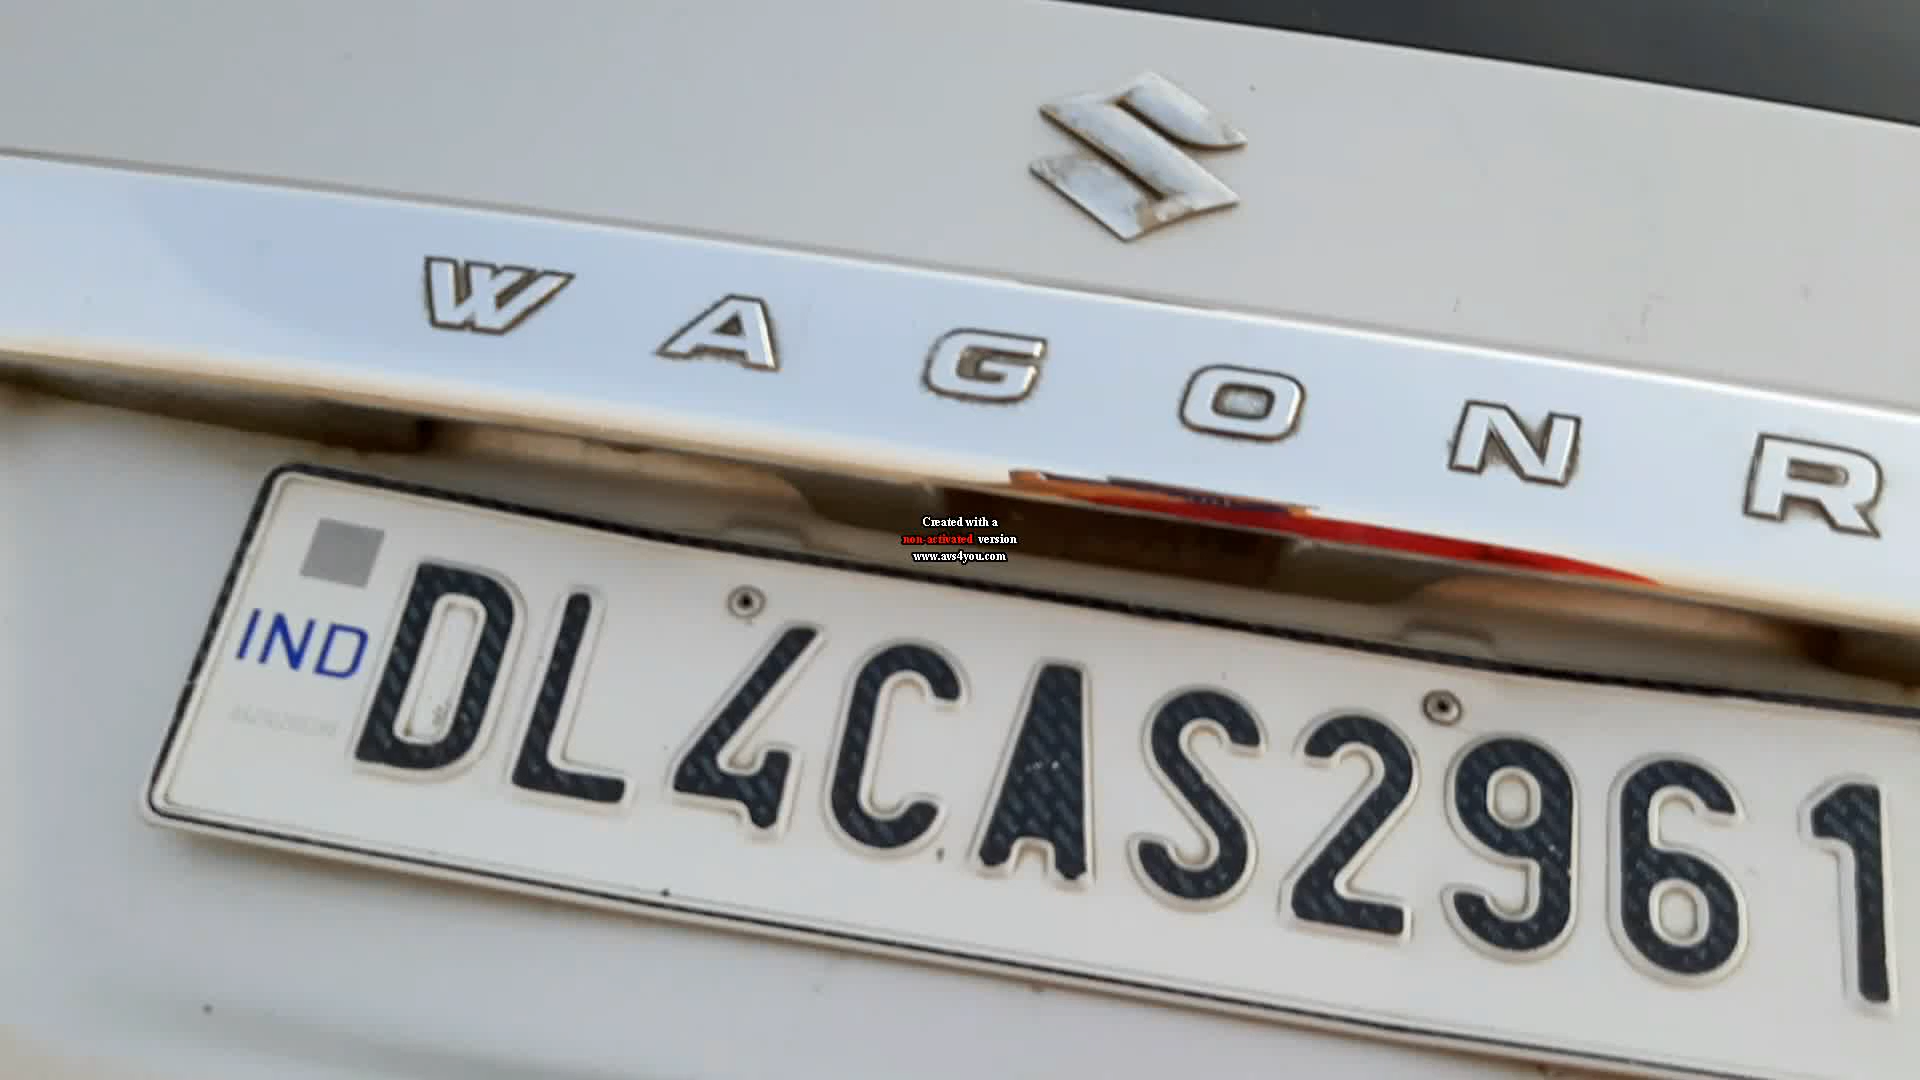 WAGONR
Created with a
non-activated version
www.avs4you.com
IND
DL4CAS2961